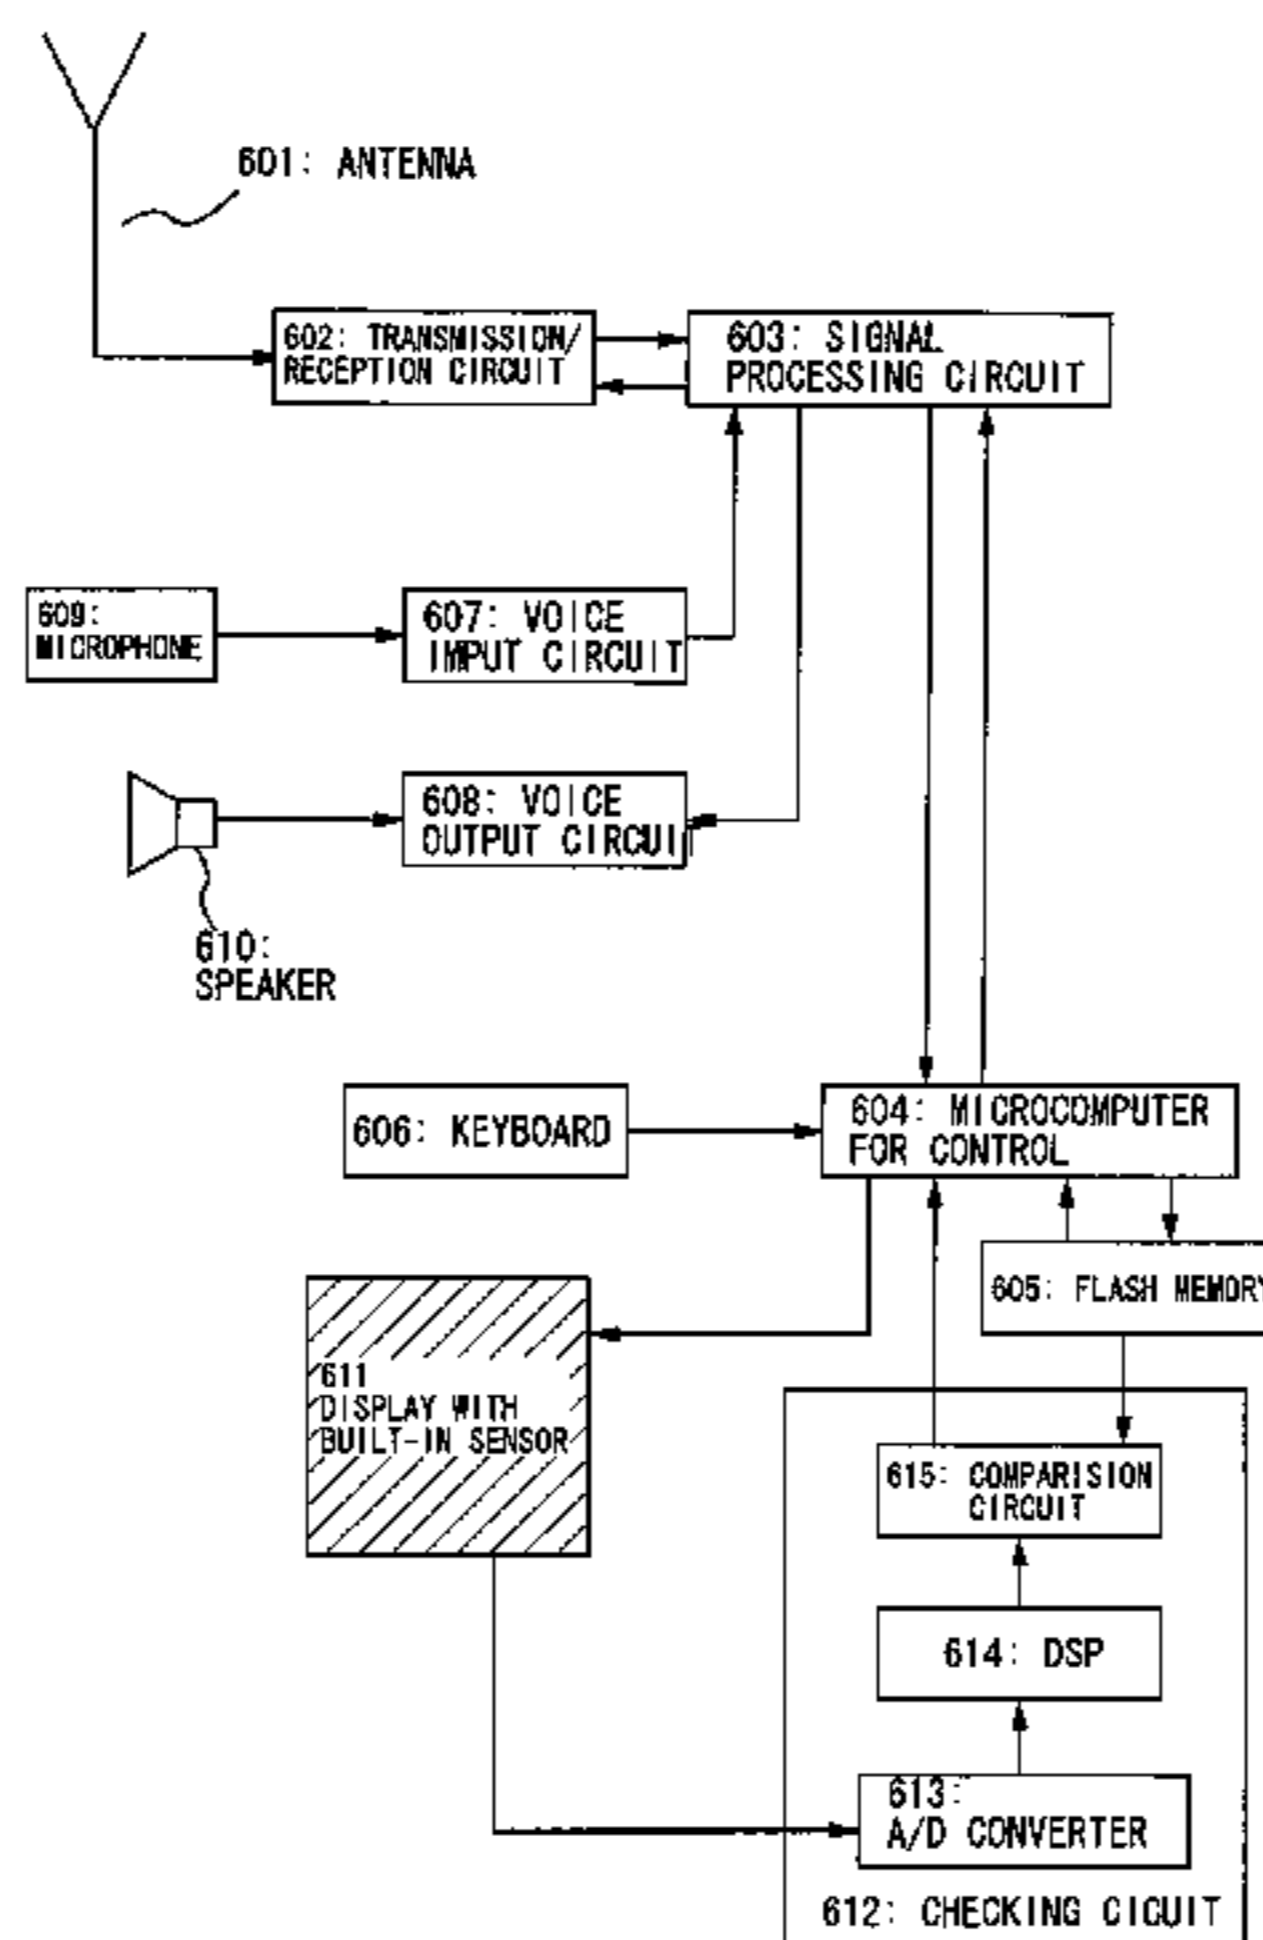 601: ANTENNA
602: TRANSMISSION/
RECEPTION CIRCUIT
603: SIGNAL
PROCESSING CIRCUIT
609:
MICROPHONE
607: VOICE
IMPUT CIRCUIT
608: VOICE
OUTPUT CIRCUIT
610:
SPEAKER
606: KEYBOARD
604: MICROCOMPUTER
FOR CONTROL
605: FLASH MEMORY
611
DISPLAY WITH
BUILT-IN SENSOR
615: COMPARISION
CIRCUIT
614: DSP
613:
A/D CONVERTER
612: CHECKING CICUIT